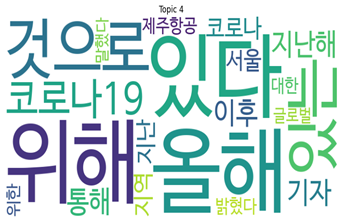 Topic 4
것으로
있다
말했다
제주항공
코로나
지난해
서울
대한
코로나19
이후
글로벌
있는
위해
올해
지난
위한
통해
지역
밝혔다
기자